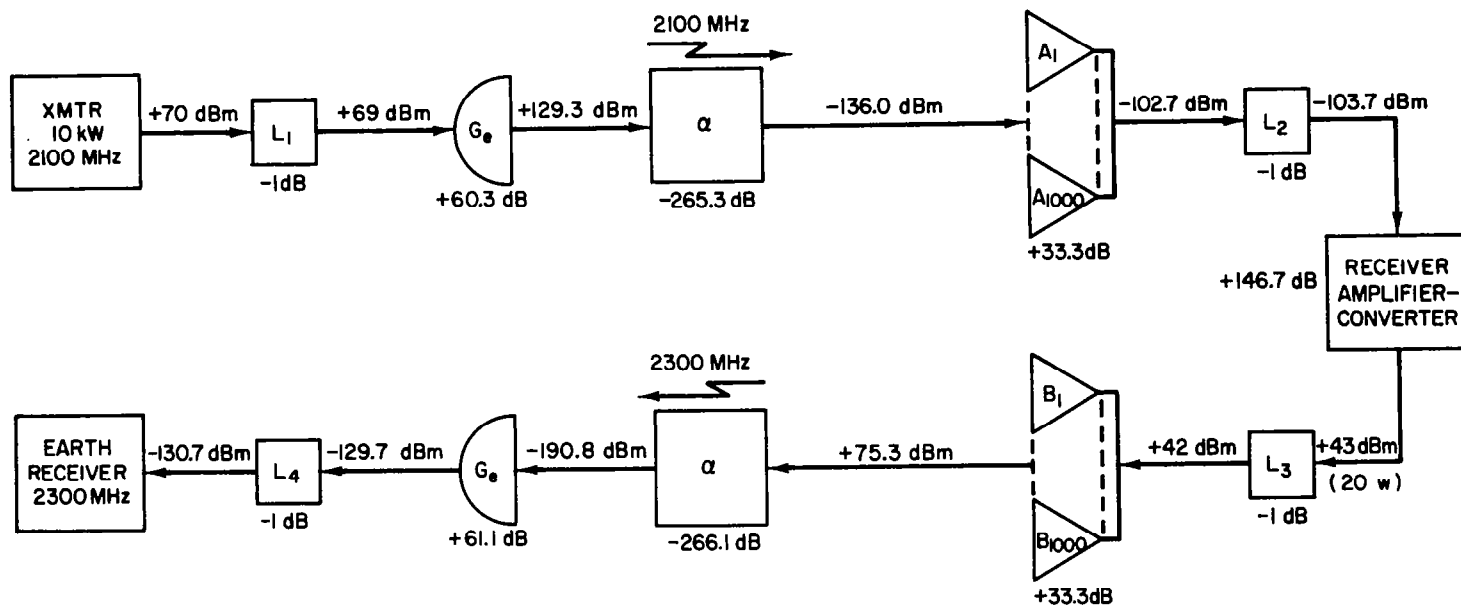 2100 MHz
XMTR
10 kW
2100 MHz
+70 dBm
L1
-1dB
+69 dBm
Ge
+60.3 dB
+129.3 dBm
α
-265.3 dB
-136.0 dBm
A1
A1000
+33.3dB
-102.7 dBm
L2
-1 dB
-103.7 dBm
+146.7 dB
RECEIVER
AMPLIFIER-
CONVERTER
2300 MHz
EARTH
RECEIVER
2300 MHz
-130.7 dBm
L4
-1 dB
-129.7 dBm
Ge
+61.1 dB
-190.8 dBm
α
-266.1 dB
+75.3 dBm
B1
B1000
+33.3dB
+42 dBm
L3
-1 dB
+43 dBm
(20 w)